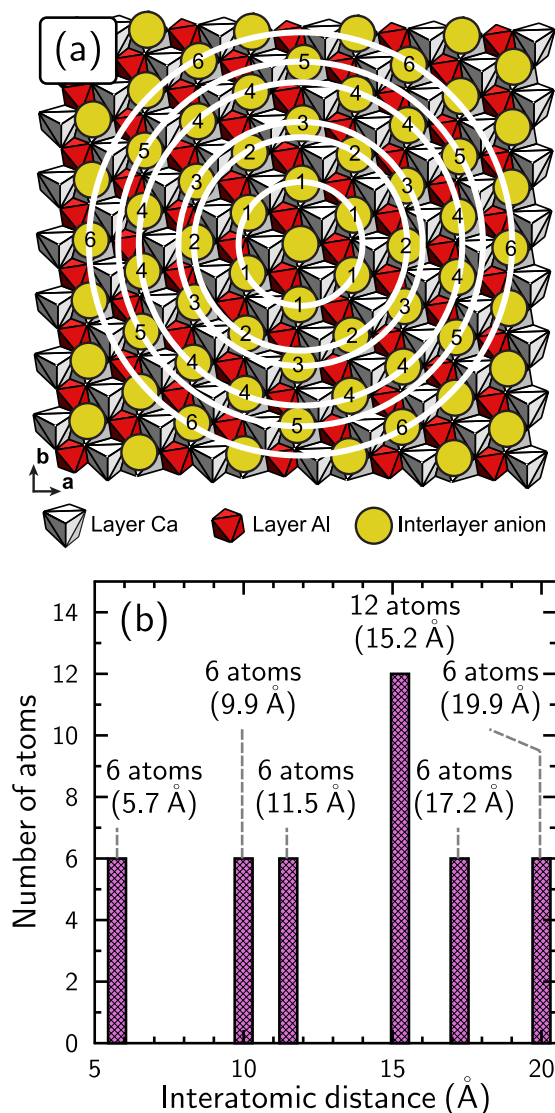 (a)
6 5 6
4 4
4 3 4
5 2 2 5
3 1 3
4 1 1 4
6 2 2 6
4 1 1 4
3 1 3
5 2 2 5
4 3 4
4 4
6 5 6
b
a
Layer Ca Layer Al Interlayer anion
(b)
12 atoms
(15.2 Å)
6 atoms
(9.9 Å)
6 atoms
(19.9 Å)
6 atoms
(5.7 Å)
6 atoms
(11.5 Å)
6 atoms
(17.2 Å)
14
12
10
8
6
4
2
0
Number of atoms
5 10 15 20
Interatomic distance (Å)